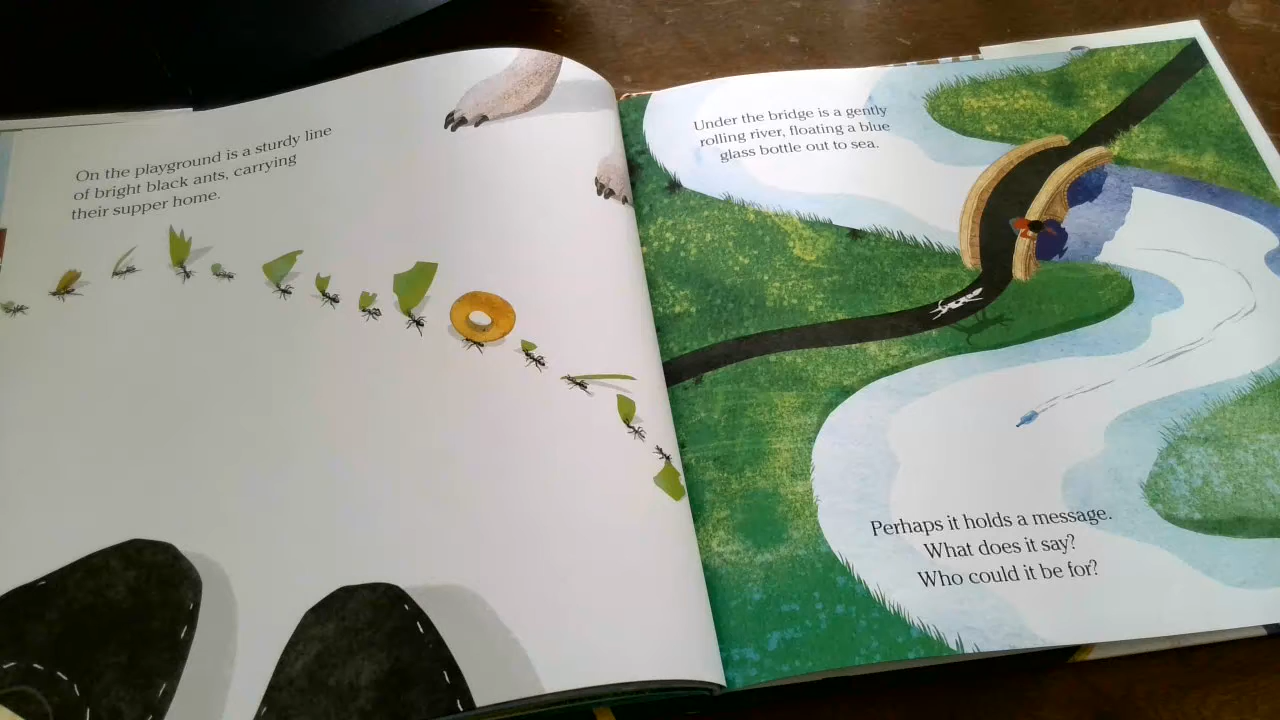 On the playground is a sturdy line
of bright black ants, carrying
their supper home.
Under the bridge is a gently
rolling river, floating a blue
glass bottle out to sea.
Perhaps it holds a message.
What does it say?
Who could it be for?